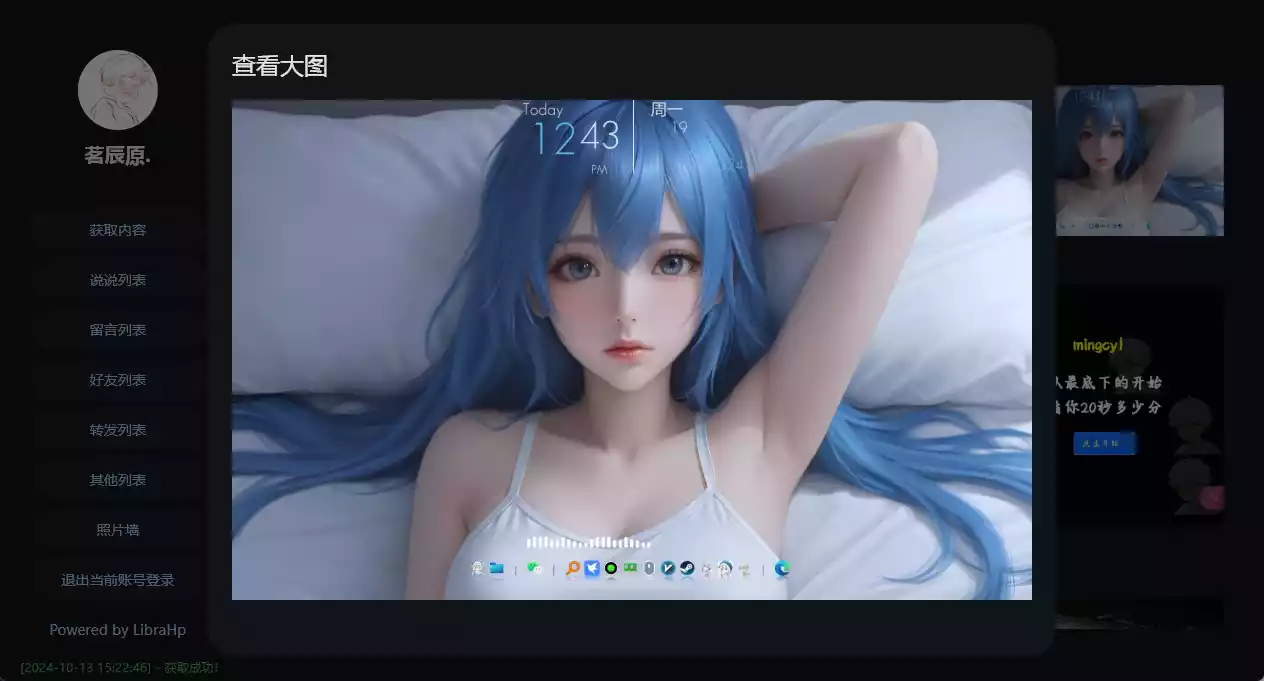 查看大图
茗辰原.
获取内容
说说列表
留言列表
好友列表
转发列表
其他列表
照片墙
退出当前账号登录
Powered by LibraHp
[2024-10-13 15:22:46] - 获取成功!
Today
周一
1243
19
PM
mingcy!
从最底下的开始
你20秒多少分